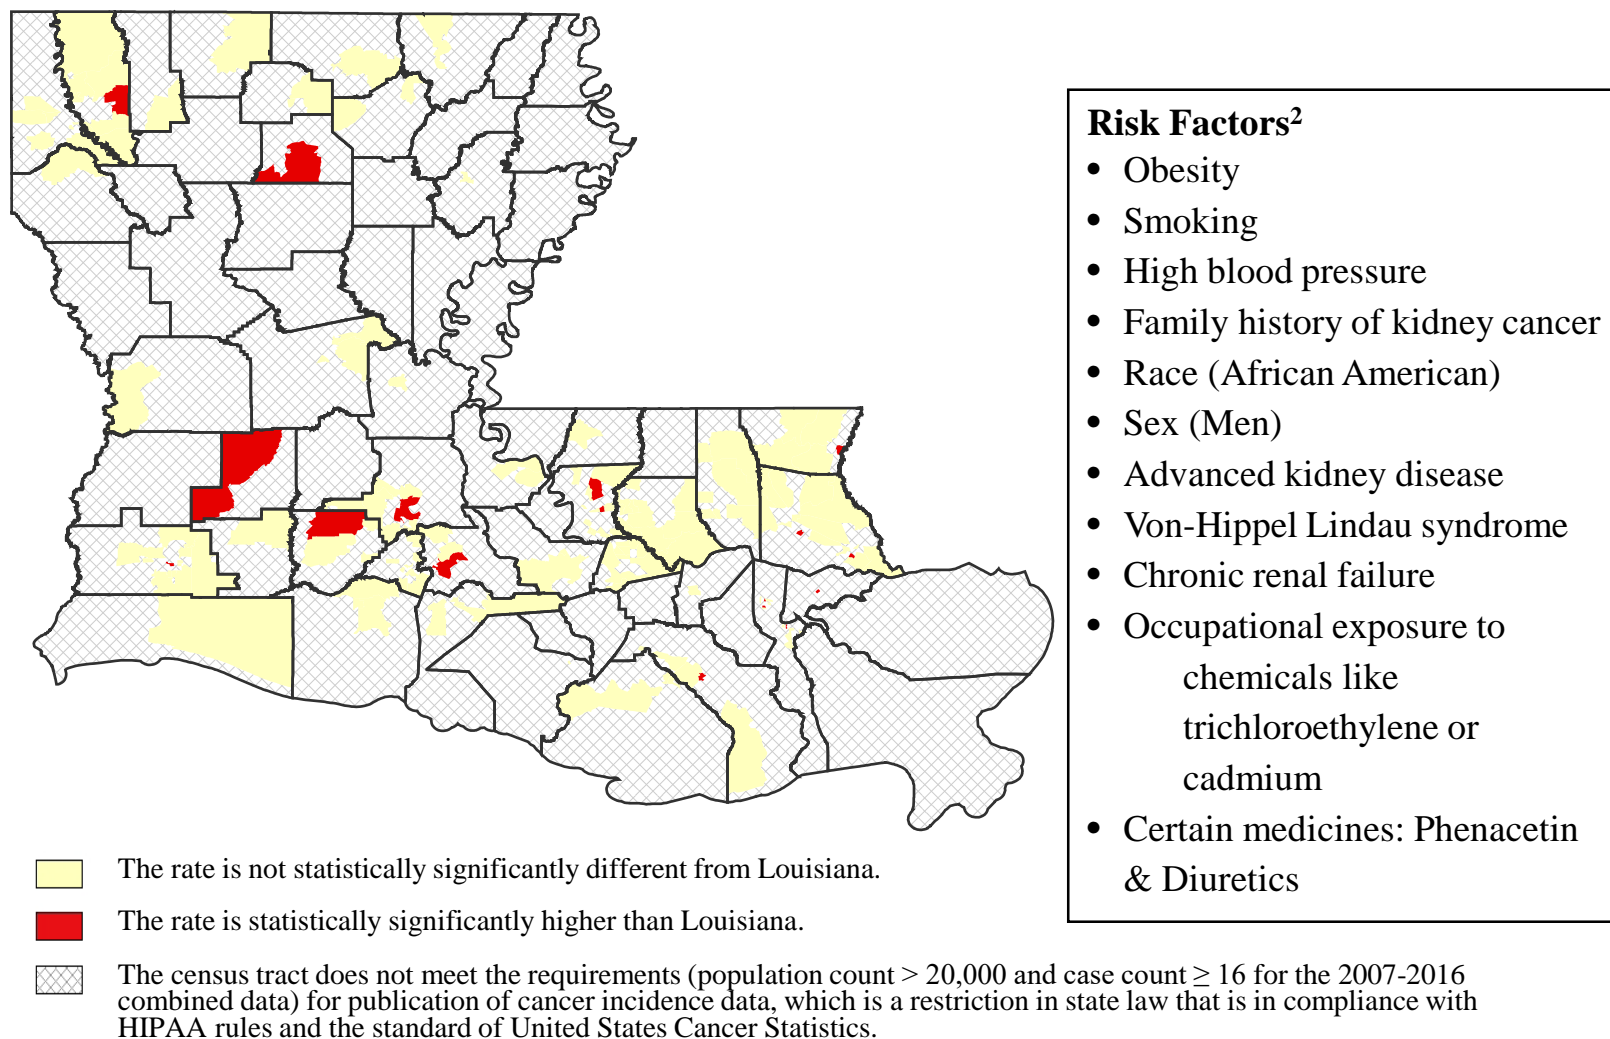 Risk Factors²
• Obesity
• Smoking
• High blood pressure
• Family history of kidney cancer
• Race (African American)
• Sex (Men)
• Advanced kidney disease
• Von-Hippel Lindau syndrome
• Chronic renal failure
• Occupational exposure to
chemicals like
trichloroethylene or
cadmium
• Certain medicines: Phenacetin
& Diuretics
The rate is not statistically significantly different from Louisiana.
The rate is statistically significantly higher than Louisiana.
The census tract does not meet the requirements (population count > 20,000 and case count ≥ 16 for the 2007-2016
combined data) for publication of cancer incidence data, which is a restriction in state law that is in compliance with
HIPAA rules and the standard of United States Cancer Statistics.